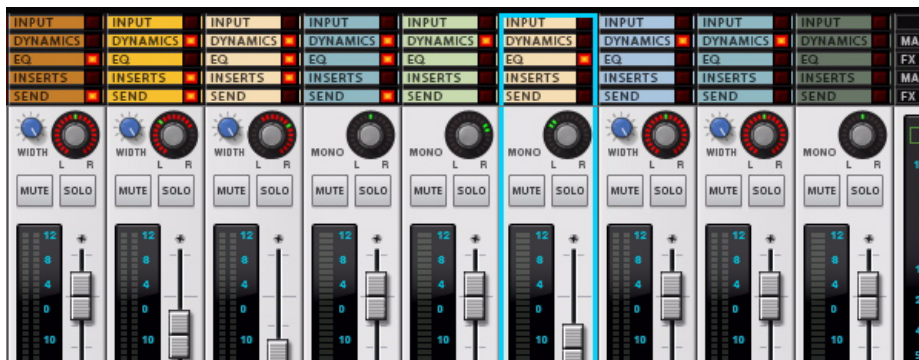 INPUT INPUT INPUT INPUT INPUT INPUT INPUT INPUT INPUT
DYNAMICS DYNAMICS DYNAMICS DYNAMICS DYNAMICS DYNAMICS DYNAMICS DYNAMICS DYNAMICS MA
EQ EQ EQ EQ EQ EQ EQ EQ EQ FX
INSERTS INSERTS INSERTS INSERTS INSERTS INSERTS INSERTS INSERTS INSERTS MA
SEND SEND SEND SEND SEND SEND SEND SEND SEND FX
WIDTH WIDTH WIDTH MONO MONO MONO WIDTH WIDTH MONO
L R L R L R L R L R L R L R L R L R
MUTE SOLO MUTE SOLO MUTE SOLO MUTE SOLO MUTE SOLO MUTE SOLO MUTE SOLO MUTE SOLO MUTE SOLO
12 12 12 12 12 12 12 12 12
8 8 8 8 8 8 8 8 8
4 4 4 4 4 4 4 4 4
0 0 0 0 0 0 0 0 0
10 10 10 10 10 10 10 10 10